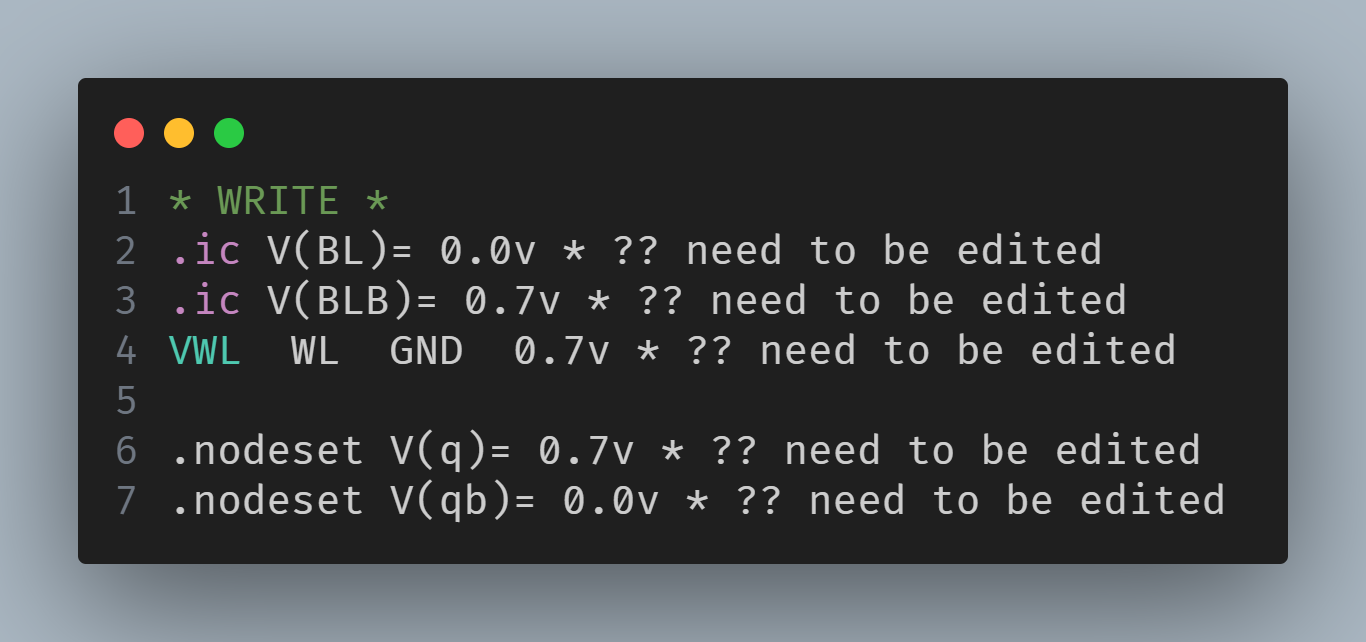 1 * WRITE *
2 .ic V(BL)= 0.0v * ?? need to be edited
3 .ic V(BLB)= 0.7v * ?? need to be edited
4 VWL  WL  GND  0.7v * ?? need to be edited
5
6 .nodeset V(q)= 0.7v * ?? need to be edited
7 .nodeset V(qb)= 0.0v * ?? need to be edited